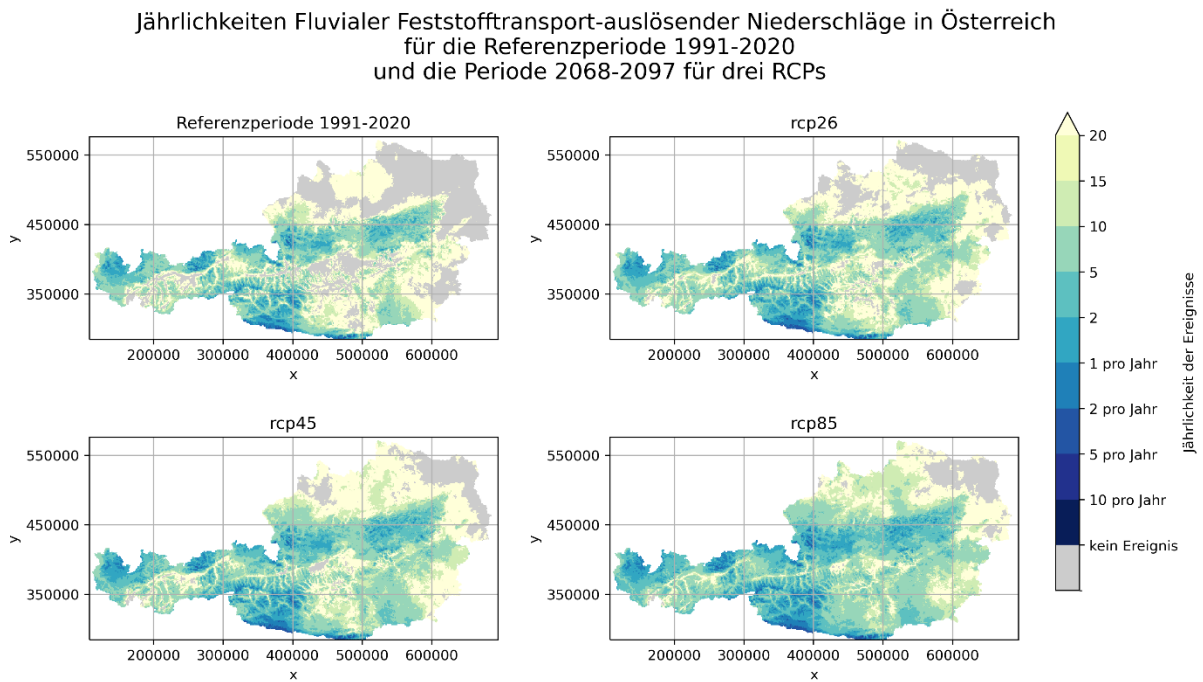 Jährlichkeiten Fluvialer Feststofftransport-auslösender Niederschläge in Österreich
für die Referenzperiode 1991-2020
und die Periode 2068-2097 für drei RCPs
Referenzperiode 1991-2020
550000
450000
350000
y
200000 300000 400000 500000 600000
x
rcp26
550000
450000
350000
y
200000 300000 400000 500000 600000
x
rcp45
550000
450000
350000
y
200000 300000 400000 500000 600000
x
rcp85
550000
450000
350000
y
200000 300000 400000 500000 600000
x
20
15
10
5
2
1 pro Jahr
2 pro Jahr
5 pro Jahr
10 pro Jahr
kein Ereignis
Jährlichkeit der Ereignisse